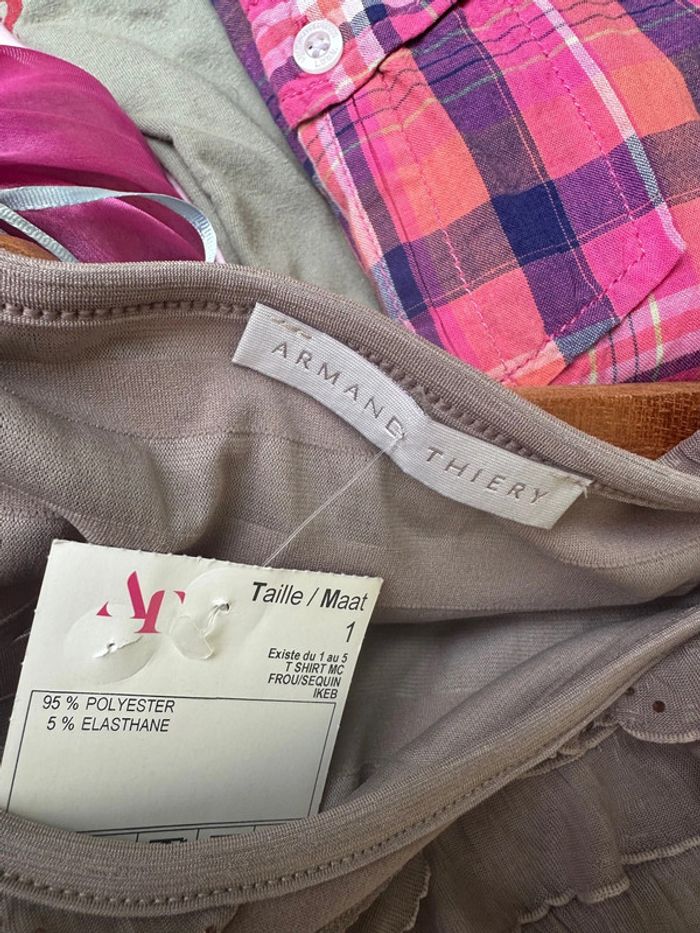 ARMAND THIERY
AT
Taille / Maat
1
Existe du 1 au 5
T SHIRT MC
FROU/SEQUIN
IKEB
95 % POLYESTER
5 % ELASTHANE